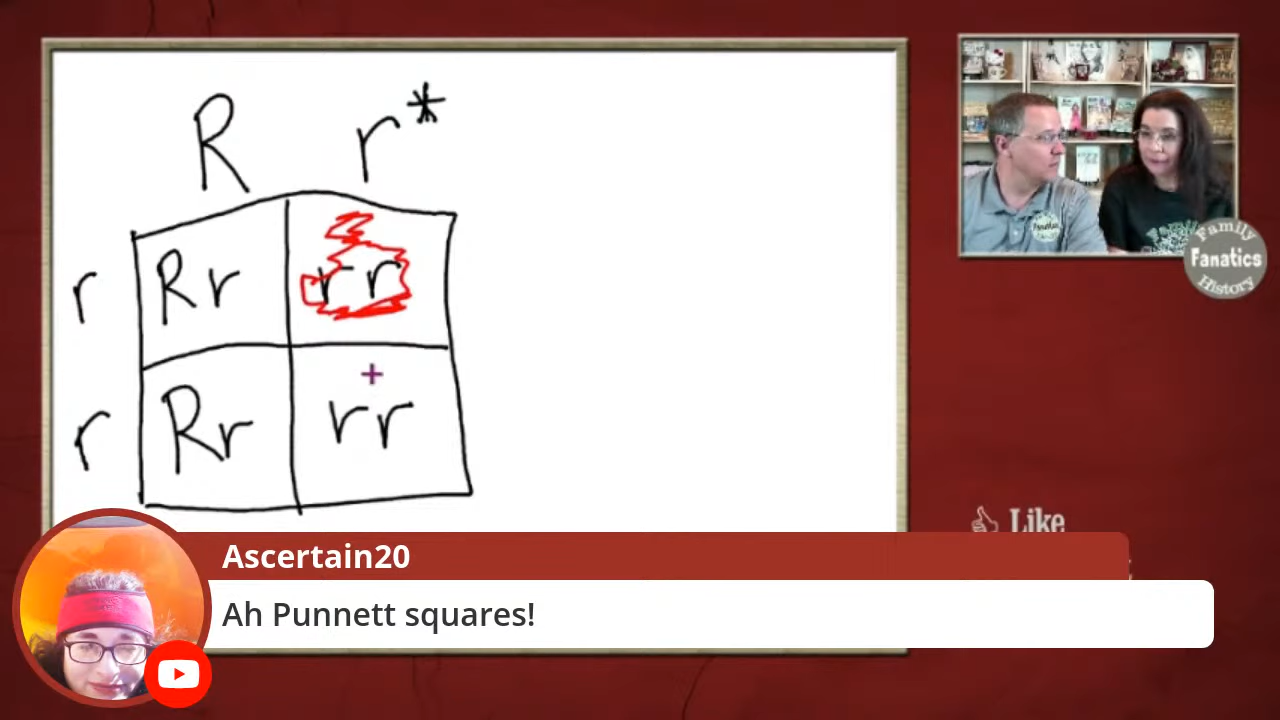 R r*
r Rr rr
r Rr rr
Family
Fanatics
History
Like
Ascertain20
Ah Punnett squares!